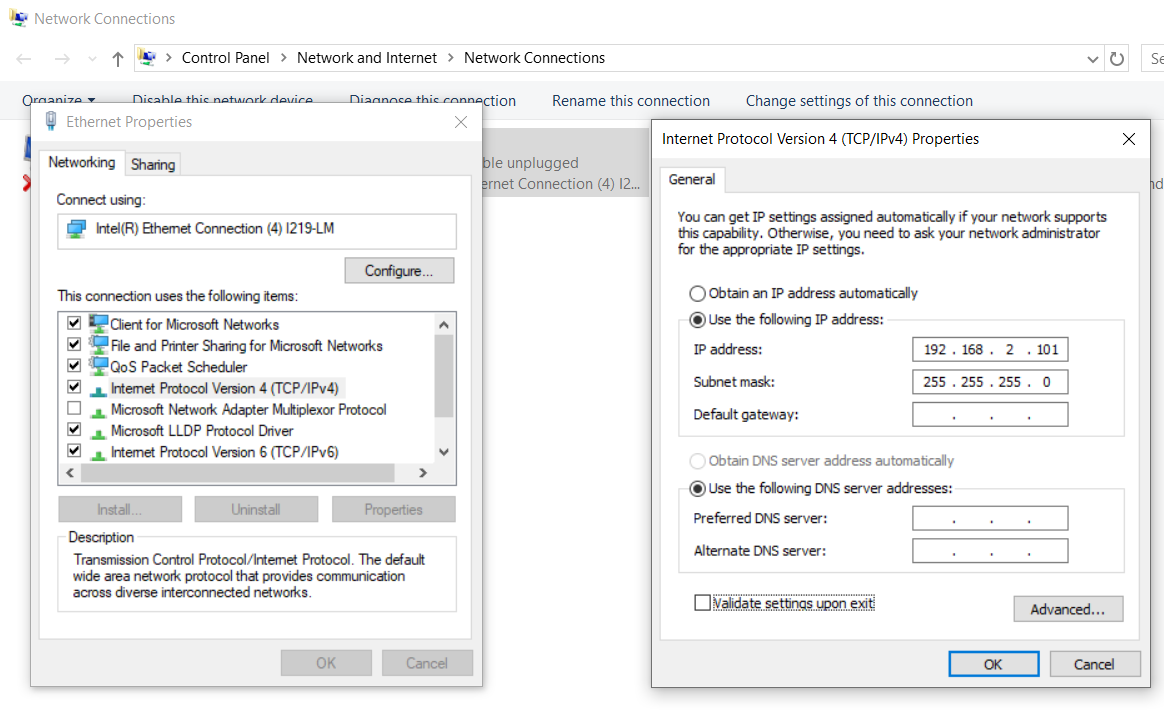 Network Connections
Control Panel > Network and Internet > Network Connections
Organize Disable this network device Diagnose this connection Rename this connection Change settings of this connection
ble unplugged
ernet Connection (4) I2...
Ethernet Properties
Networking Sharing
Connect using:
Intel(R) Ethernet Connection (4) I219-LM
Configure...
This connection uses the following items:
Client for Microsoft Networks
File and Printer Sharing for Microsoft Networks
QoS Packet Scheduler
Internet Protocol Version 4 (TCP/IPv4)
Microsoft Network Adapter Multiplexor Protocol
Microsoft LLDP Protocol Driver
Internet Protocol Version 6 (TCP/IPv6)
Install... Uninstall Properties
Description
Transmission Control Protocol/Internet Protocol. The default
wide area network protocol that provides communication
across diverse interconnected networks.
OK Cancel
Internet Protocol Version 4 (TCP/IPv4) Properties
General
You can get IP settings assigned automatically if your network supports
this capability. Otherwise, you need to ask your network administrator
for the appropriate IP settings.
Obtain an IP address automatically
Use the following IP address:
IP address: 192 . 168 . 2 . 101
Subnet mask: 255 . 255 . 255 . 0
Default gateway: . . .
Obtain DNS server address automatically
Use the following DNS server addresses:
Preferred DNS server: . . .
Alternate DNS server: . . .
Validate settings upon exit
Advanced...
OK Cancel